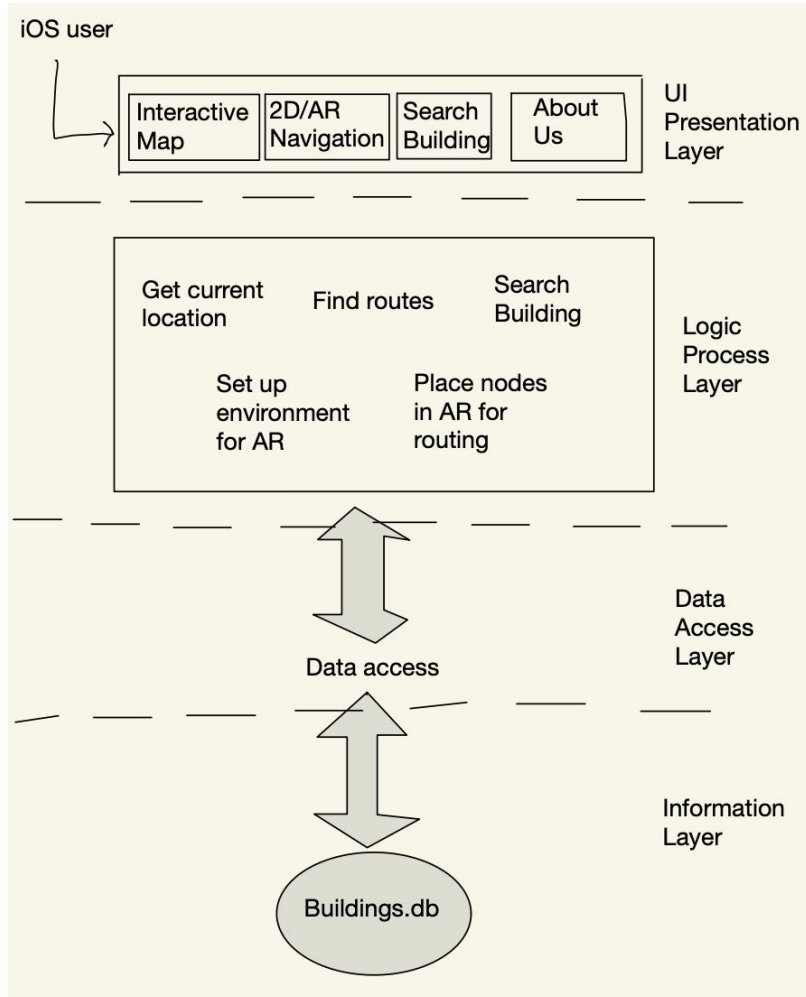 iOS user
Interactive
Map
2D/AR
Navigation
Search
Building
About
Us
UI
Presentation
Layer
Get current
location
Find routes
Search
Building
Set up
environment
for AR
Place nodes
in AR for
routing
Logic
Process
Layer
Data
Access
Layer
Data access
Information
Layer
Buildings.db